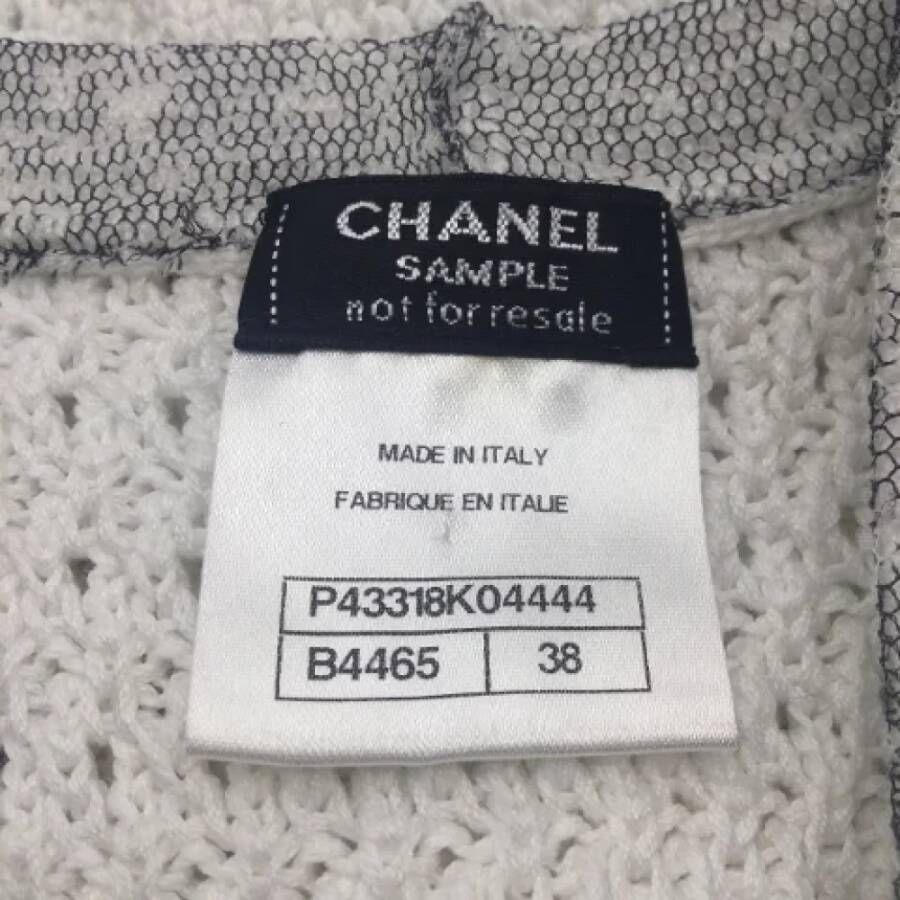 CHANEL
SAMPLE
not for resale
MADE IN ITALY
FABRIQUE EN ITALIE
P43318K04444
B4465 38